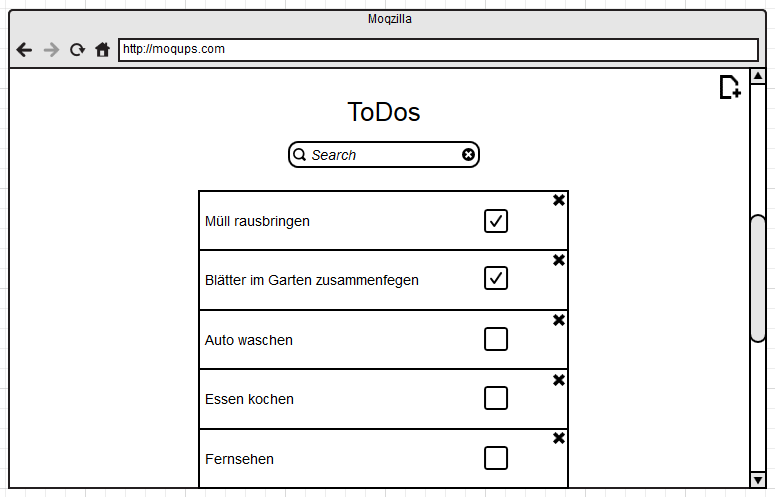 Moqzilla
http://moqups.com
ToDos
Search
Müll rausbringen
Blätter im Garten zusammenfegen
Auto waschen
Essen kochen
Fernsehen